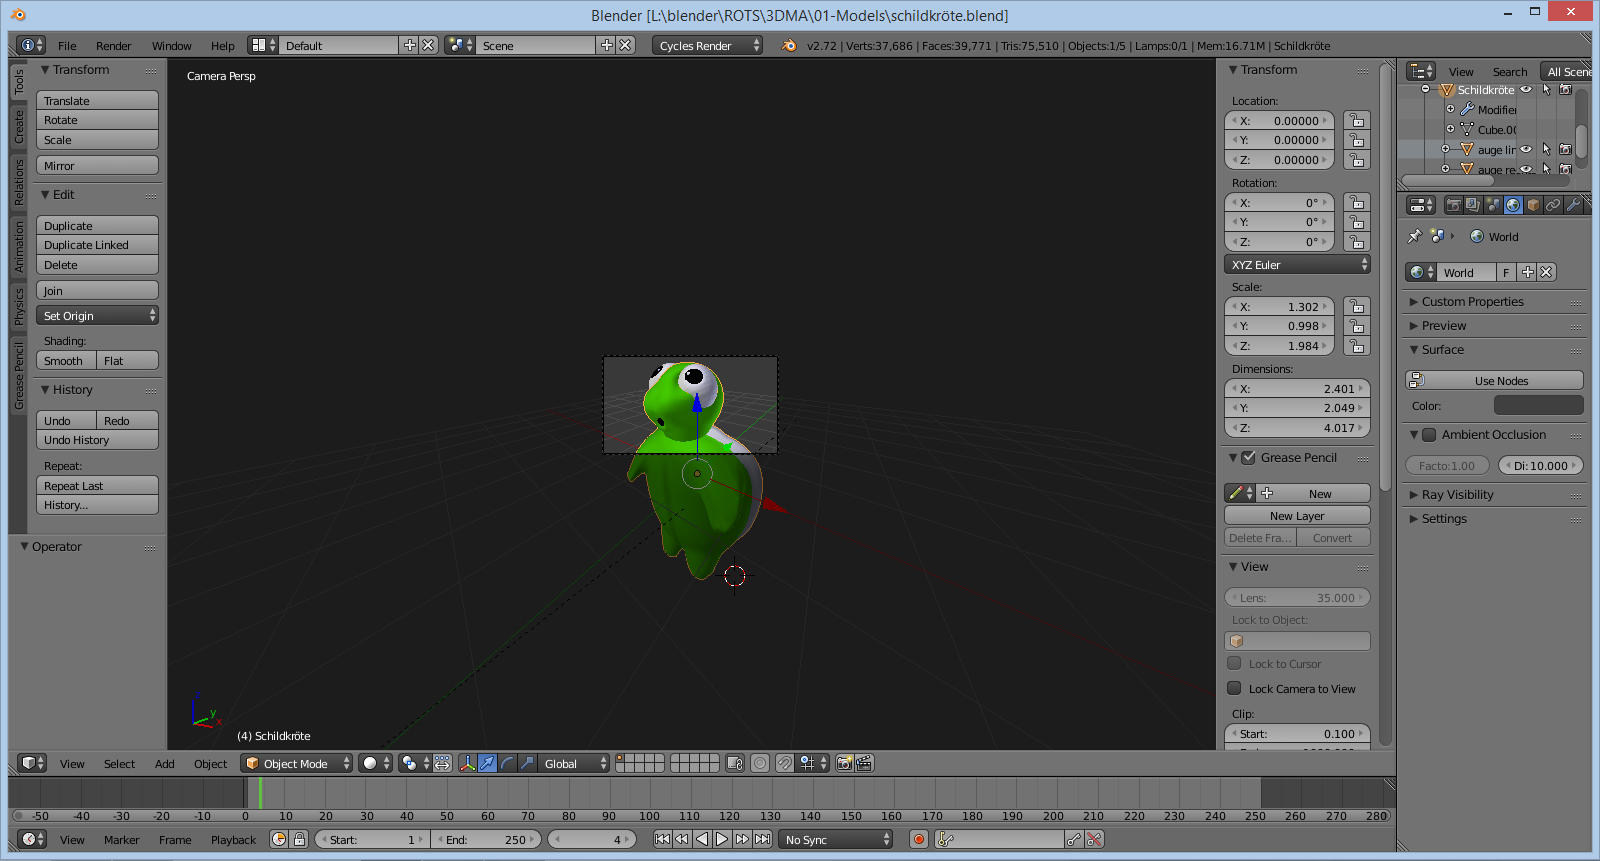 Blender [L:\blender\ROTS\3DMA\01-Models\schildkröte.blend]
File Render Window Help Default Scene Cycles Render v2.72 | Verts:37,686 | Faces:39,771 | Tris:75,510 | Objects:1/5 | Lamps:0/1 | Mem:16.71M | Schildkröte
Tools
Create
Relations
Animation
Physics
Grease Pencil
Transform
Translate
Rotate
Scale
Mirror
Edit
Duplicate
Duplicate Linked
Delete
Join
Set Origin
Shading:
Smooth Flat
History
Undo Redo
Undo History
Repeat:
Repeat Last
History...
Operator
Camera Persp
z
y
x
(4) Schildkröte
Transform
Location:
X: 0.00000
Y: 0.00000
Z: 0.00000
Rotation:
X: 0°
Y: 0°
Z: 0°
XYZ Euler
Scale:
X: 1.302
Y: 0.998
Z: 1.984
Dimensions:
X: 2.401
Y: 2.049
Z: 4.017
Grease Pencil
New
New Layer
Delete Fra... Convert
View
Lens: 35.000
Lock to Object:
Lock to Cursor
Lock Camera to View
Clip:
Start: 0.100
View Search All Scene
Schildkröte
Modifier
Cube.00
auge lin
auge re
World
World F
Custom Properties
Preview
Surface
Use Nodes
Color:
Ambient Occlusion
Facto:1.00 Di:10.000
Ray Visibility
Settings
View Select Add Object Object Mode Global
-50 -40 -30 -20 -10 0 10 20 30 40 50 60 70 80 90 100 110 120 130 140 150 160 170 180 190 200 210 220 230 240 250 260 270 280
View Marker Frame Playback Start: 1 End: 250 4 No Sync